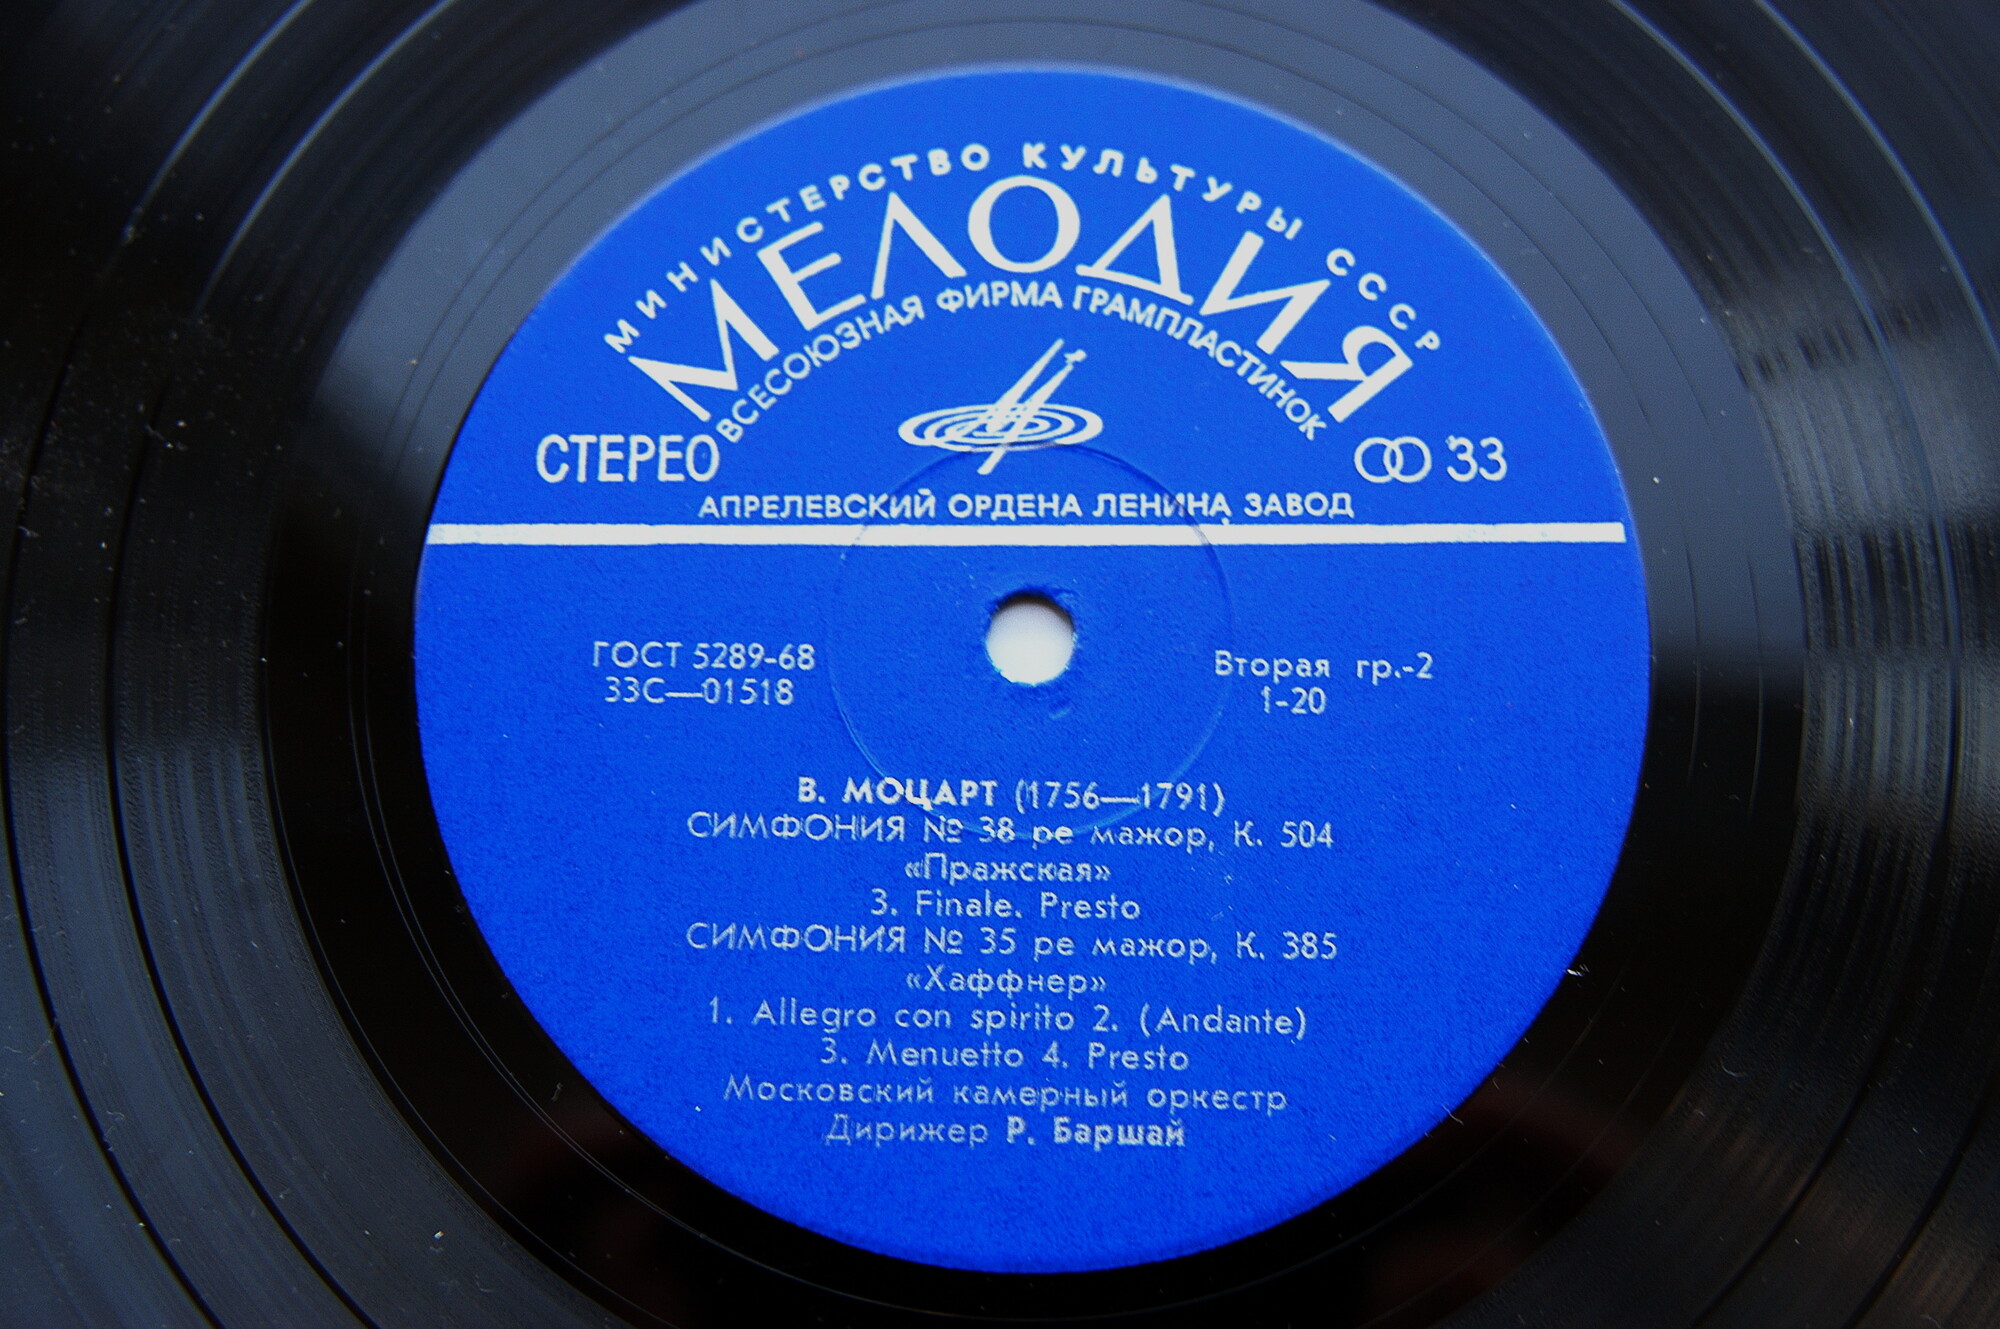 МИНИСТЕРСТВО КУЛЬТУРЫ СССР
МЕЛОДИЯ
ВСЕСОЮЗНАЯ ФИРМА ГРАМПЛАСТИНОК
СТЕРЕО 33
АПРЕЛЕВСКИЙ ОРДЕНА ЛЕНИНА ЗАВОД
ГОСТ 5289-68
33С—01518
Вторая гр.-2
1-20
В. МОЦАРТ (1756—1791)
СИМФОНИЯ № 38 ре мажор, К. 504
«Пражская»
3. Finale. Presto
СИМФОНИЯ № 35 ре мажор, К. 385
«Хаффнер»
1. Allegro con spirito 2. (Andante)
3. Menuetto 4. Presto
Московский камерный оркестр
Дирижер Р. Баршай